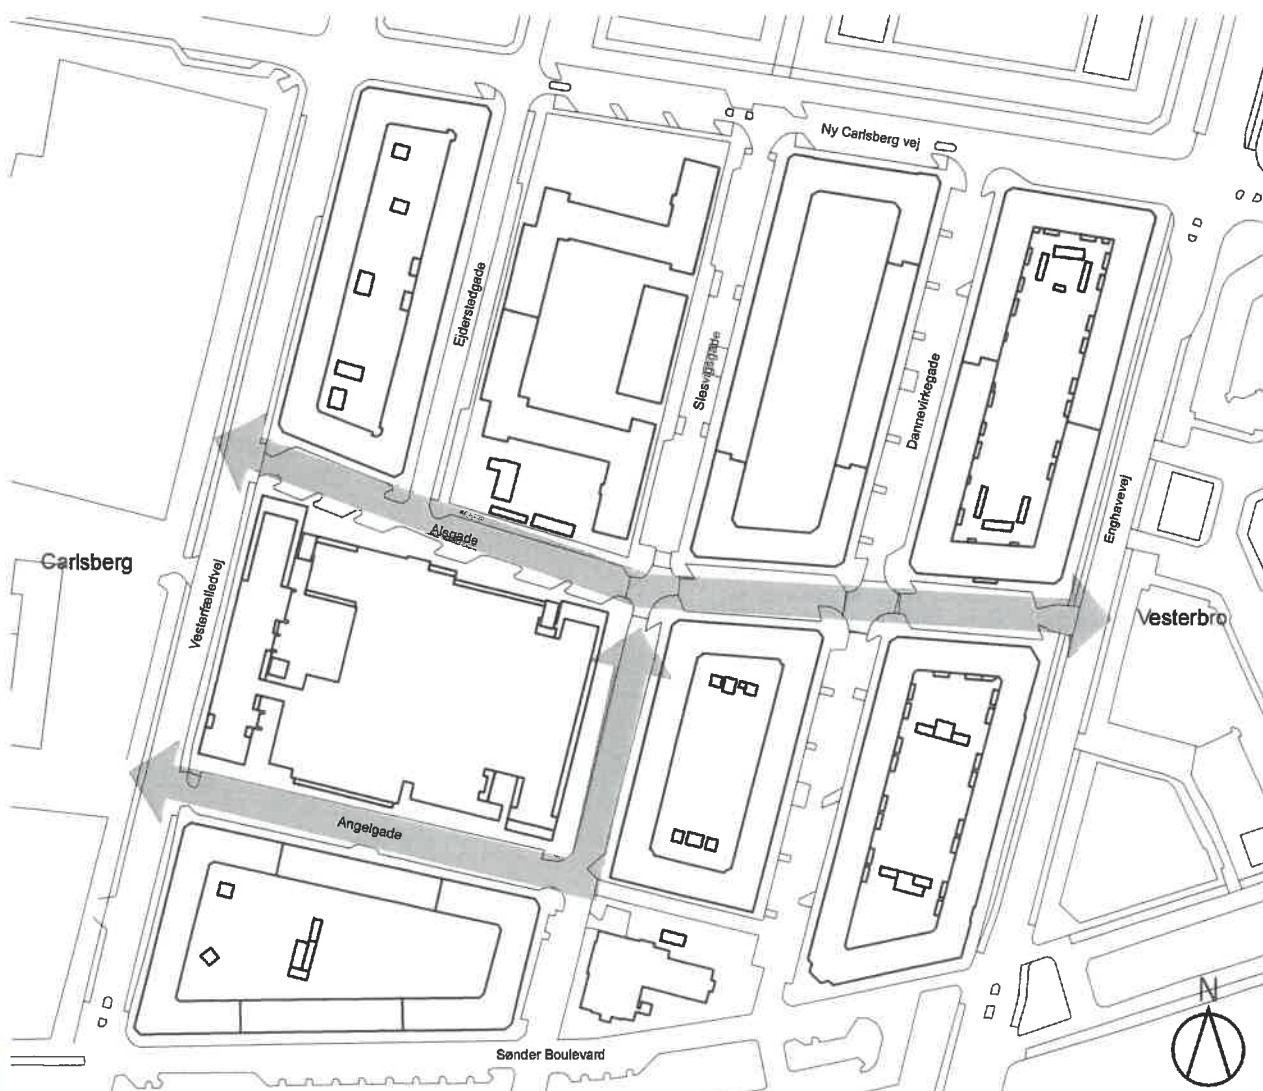 Ny Carlsberg vej
Ejderstedgade
Slesvigsgade
Dannevirkegade
Enghavevej
Alsgade
Carlsberg
Vesterfælledvej
Vesterbro
Angelgade
Sønder Boulevard
N